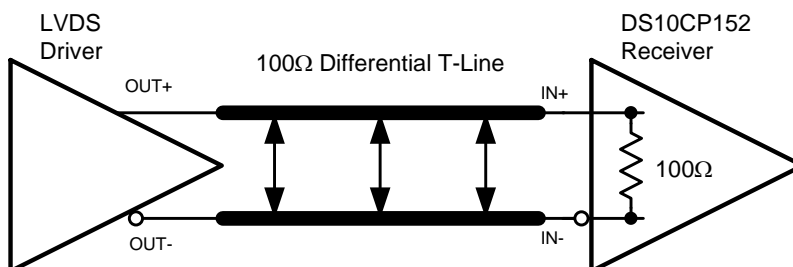 LVDS
Driver
DS10CP152
Receiver
100Ω Differential T-Line
OUT+
IN+
100Ω
OUT-
IN-